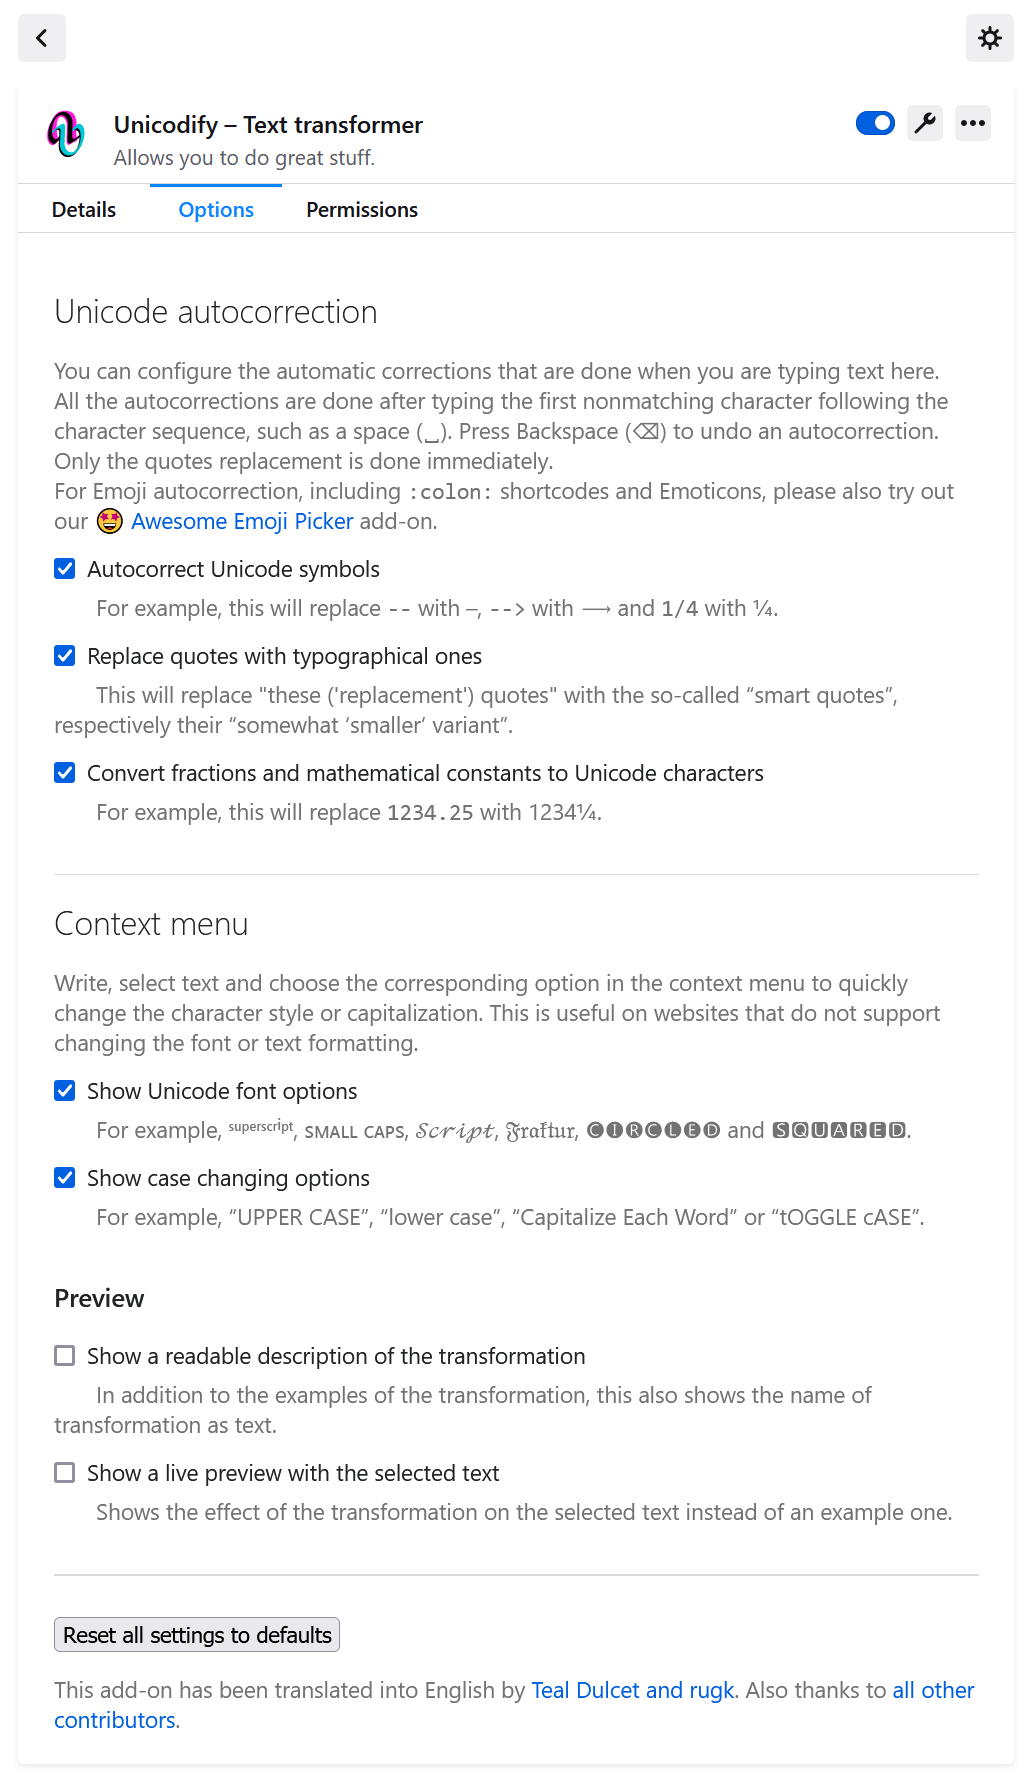 Unicodify – Text transformer
Allows you to do great stuff.
Details Options Permissions
Unicode autocorrection
You can configure the automatic corrections that are done when you are typing text here.
All the autocorrections are done after typing the first nonmatching character following the
character sequence, such as a space (␣). Press Backspace (⌫) to undo an autocorrection.
Only the quotes replacement is done immediately.
For Emoji autocorrection, including :colon: shortcodes and Emoticons, please also try out
our 🤩 Awesome Emoji Picker add-on.
Autocorrect Unicode symbols
For example, this will replace -- with –, --> with ⟶ and 1/4 with ¼.
Replace quotes with typographical ones
This will replace "these ('replacement') quotes" with the so-called “smart quotes”,
respectively their “somewhat ‘smaller’ variant”.
Convert fractions and mathematical constants to Unicode characters
For example, this will replace 1234.25 with 1234¼.
Context menu
Write, select text and choose the corresponding option in the context menu to quickly
change the character style or capitalization. This is useful on websites that do not support
changing the font or text formatting.
Show Unicode font options
For example, ˢᵘᵖᵉʳˢᶜʳⁱᵖᵗ, ꜱᴍᴀʟʟ ᴄᴀᴘꜱ, 𝓢𝓬𝓻𝓲𝓹𝓽, 𝔉𝔯𝔞𝔨𝔱𝔲𝔯, 🅒🅘🅡🅒🅛🅔🅓 and 🆂🆀🆄🅰🆁🅴🅳.
Show case changing options
For example, “UPPER CASE”, “lower case”, “Capitalize Each Word” or “tOGGLE cASE”.
Preview
Show a readable description of the transformation
In addition to the examples of the transformation, this also shows the name of
transformation as text.
Show a live preview with the selected text
Shows the effect of the transformation on the selected text instead of an example one.
Reset all settings to defaults
This add-on has been translated into English by Teal Dulcet and rugk. Also thanks to all other
contributors.